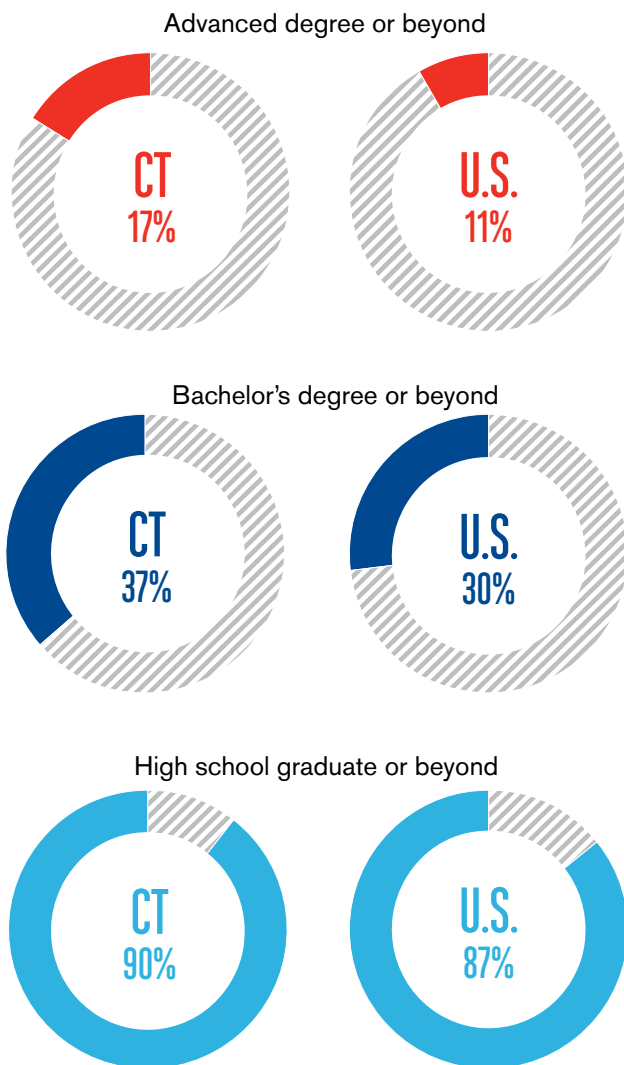 Advanced degree or beyond
CT
17%
U.S.
11%
Bachelor’s degree or beyond
CT
37%
U.S.
30%
High school graduate or beyond
CT
90%
U.S.
87%